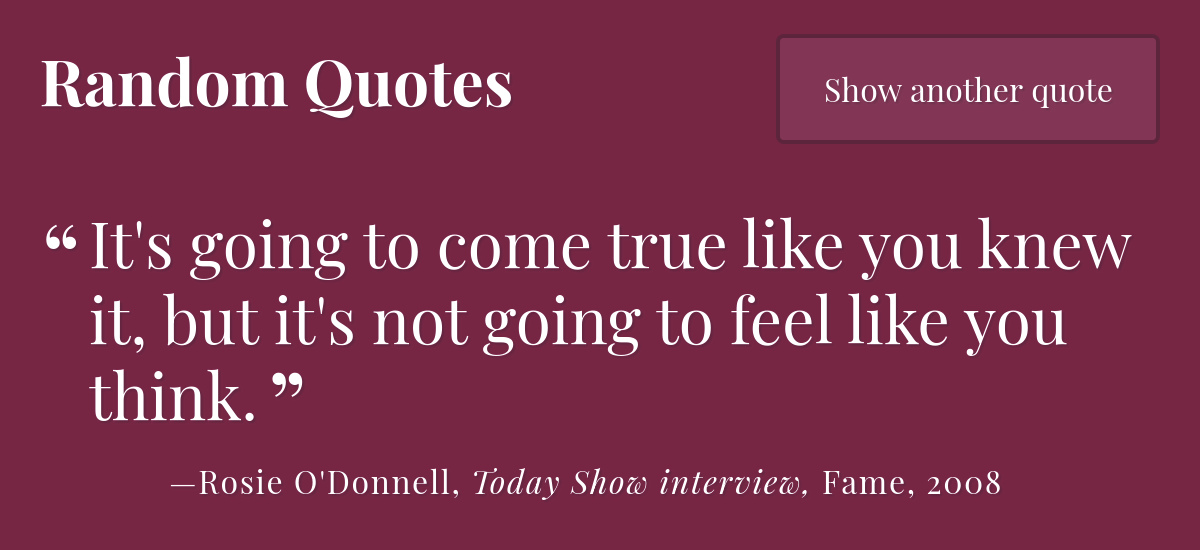 Random Quotes
Show another quote
“ It's going to come true like you knew
it, but it's not going to feel like you
think. ”
—Rosie O'Donnell, Today Show interview, Fame, 2008